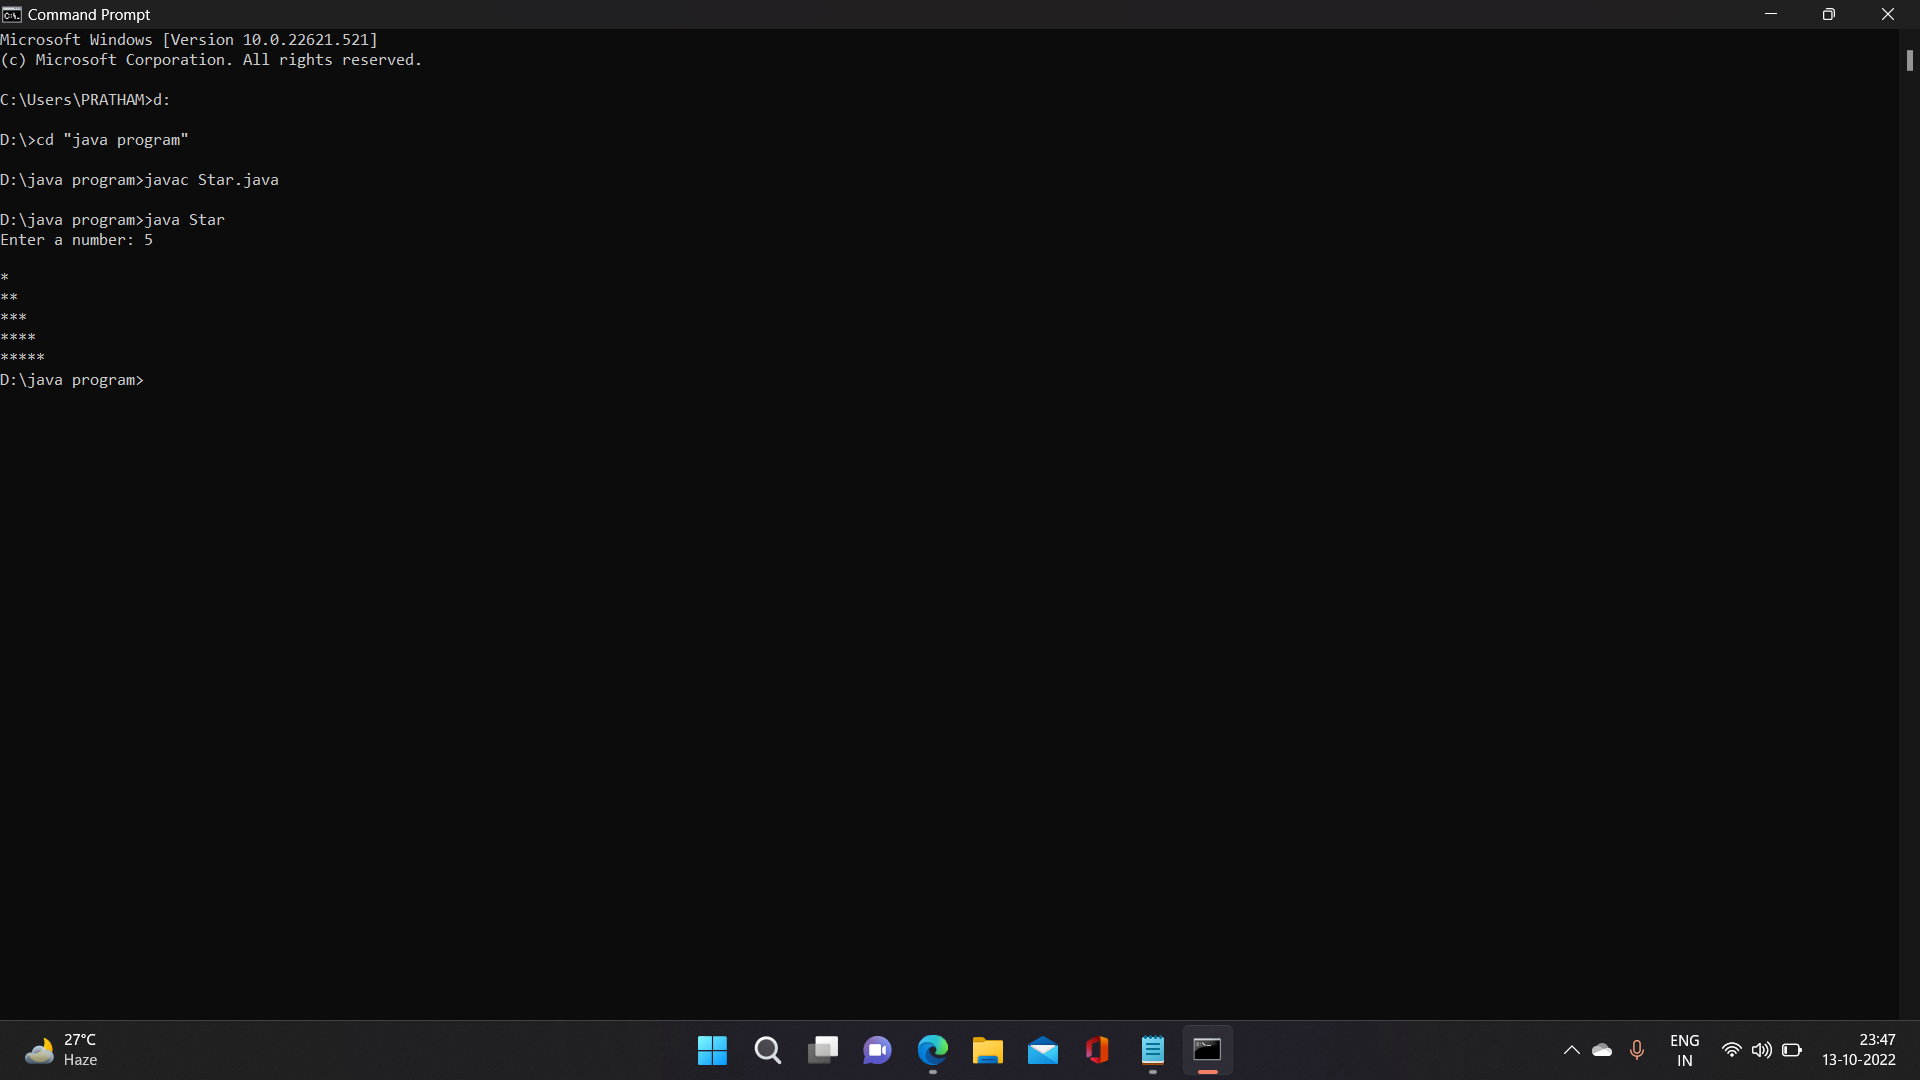 Command Prompt
Microsoft Windows [Version 10.0.22621.521]
(c) Microsoft Corporation. All rights reserved.
C:\Users\PRATHAM>d:
D:\>cd "java program"
D:\java program>javac Star.java
D:\java program>java Star
Enter a number: 5
*
**
***
****
*****
D:\java program>
27°C
Haze
ENG
IN
23:47
13-10-2022